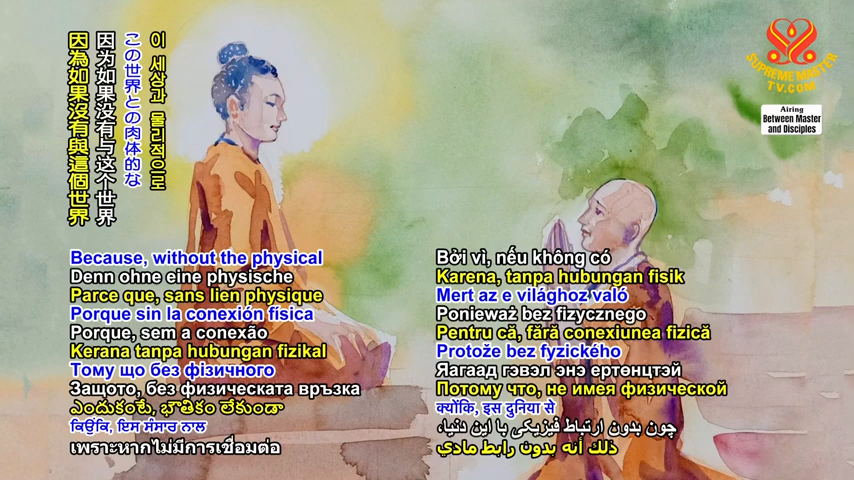 因為如果沒有與這個世界
因为如果没有与这个世界
この世界との肉体的な
이 세상과 물리적으로
SUPREME MASTER
TV.COM
Airing
Between Master
and Disciples
Because, without the physical
Denn ohne eine physische
Parce que, sans lien physique
Porque sin la conexión física
Porque, sem a conexão
Kerana tanpa hubungan fizikal
Тому що без фізичного
Защото, без физическата връзка
ఎందుకంటే, భౌతికం లేకుండా
ਕਿਉਂਕਿ, ਇਸ ਸੰਸਾਰ ਨਾਲ
เพราะหากไม่มีการเชื่อมต่อ
Bởi vì, nếu không có
Karena, tanpa hubungan fisik
Mert az e világhoz való
Ponieważ bez fizycznego
Pentru că, fără conexiunea fizică
Protože bez fyzického
Яагаад гэвэл энэ ертөнцтэй
Потому что, не имея физической
क्योंकि, इस दुनिया से
چون بدون ارتباط فیزیکی با این دنیا،
ذلك أنه بدون رابط مادي